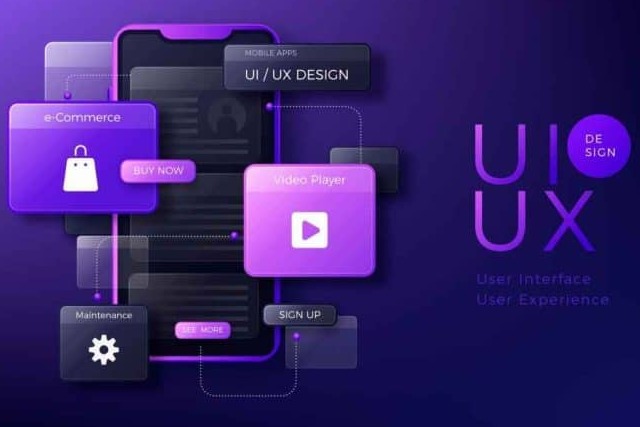 MOBILE APPS
UI / UX DESIGN
e-Commerce
BUY NOW
Video Player
Maintenance
SEE MORE
SIGN UP
UI
DE
SIGN
UX
User Interface
User Experience